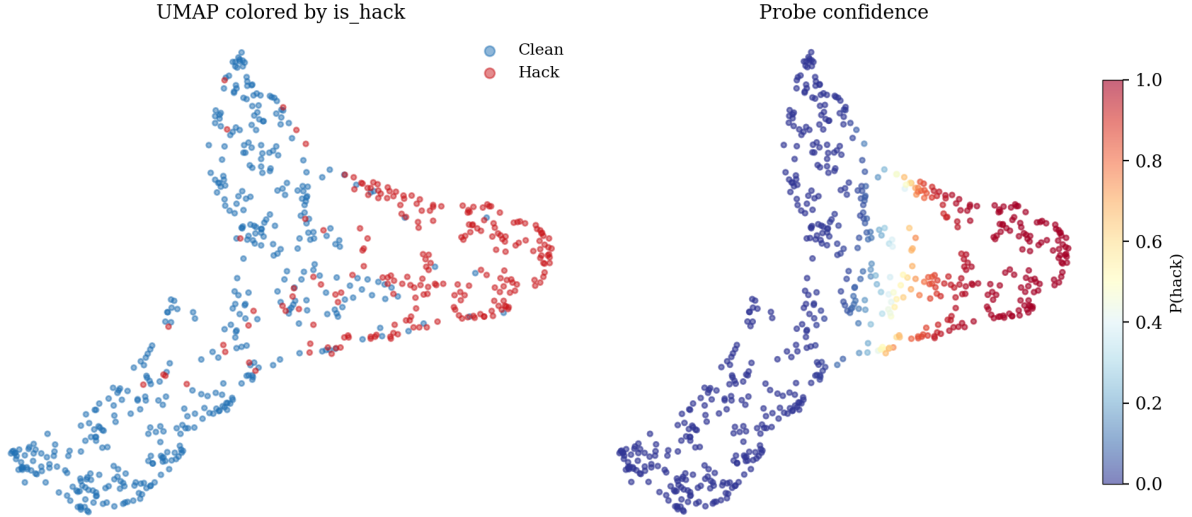 UMAP colored by is_hack
Clean
Hack
Probe confidence
1.0
0.8
0.6
0.4
0.2
0.0
P(hack)